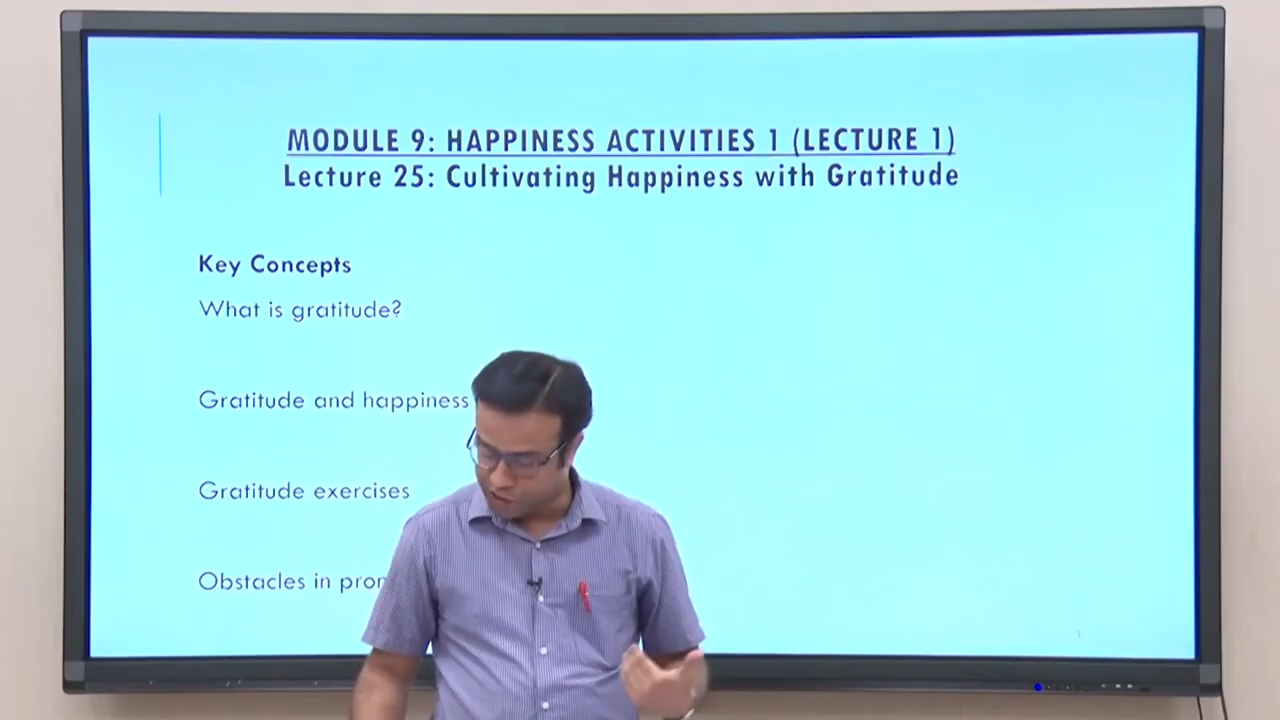 MODULE 9: HAPPINESS ACTIVITIES 1 (LECTURE 1)
Lecture 25: Cultivating Happiness with Gratitude
Key Concepts
What is gratitude?
Gratitude and happiness
Gratitude exercises
Obstacles in
1